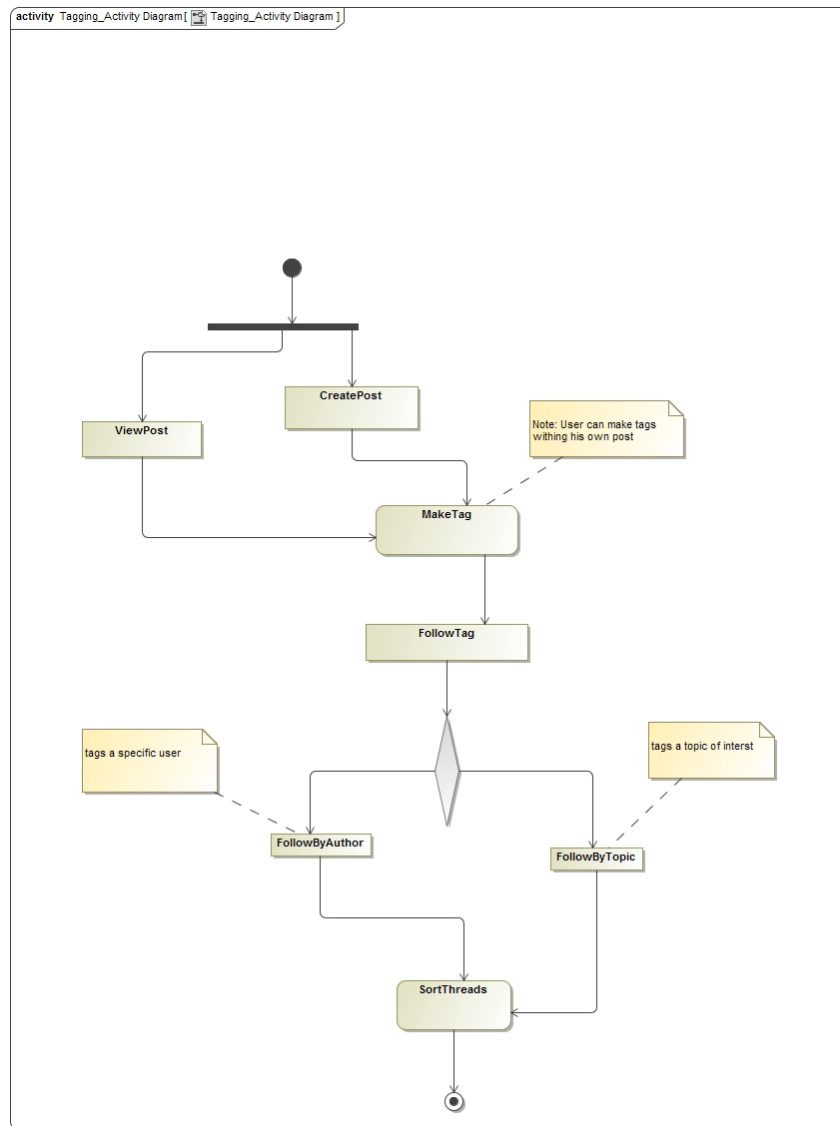 activity Tagging_Activity Diagram [ Tagging_Activity Diagram ]
CreatePost
ViewPost
Note: User can make tags
withing his own post
MakeTag
FollowTag
tags a specific user
tags a topic of interst
FollowByAuthor
FollowByTopic
SortThreads